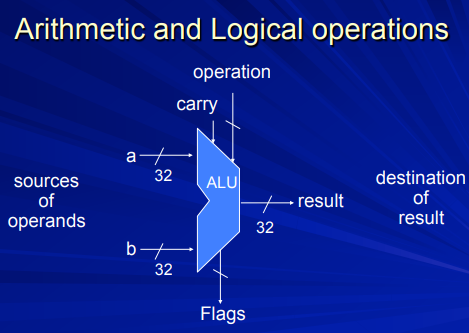 Arithmetic and Logical operations
operation
carry
a
32
sources
of
operands
ALU
result
32
destination
of
result
b
32
Flags